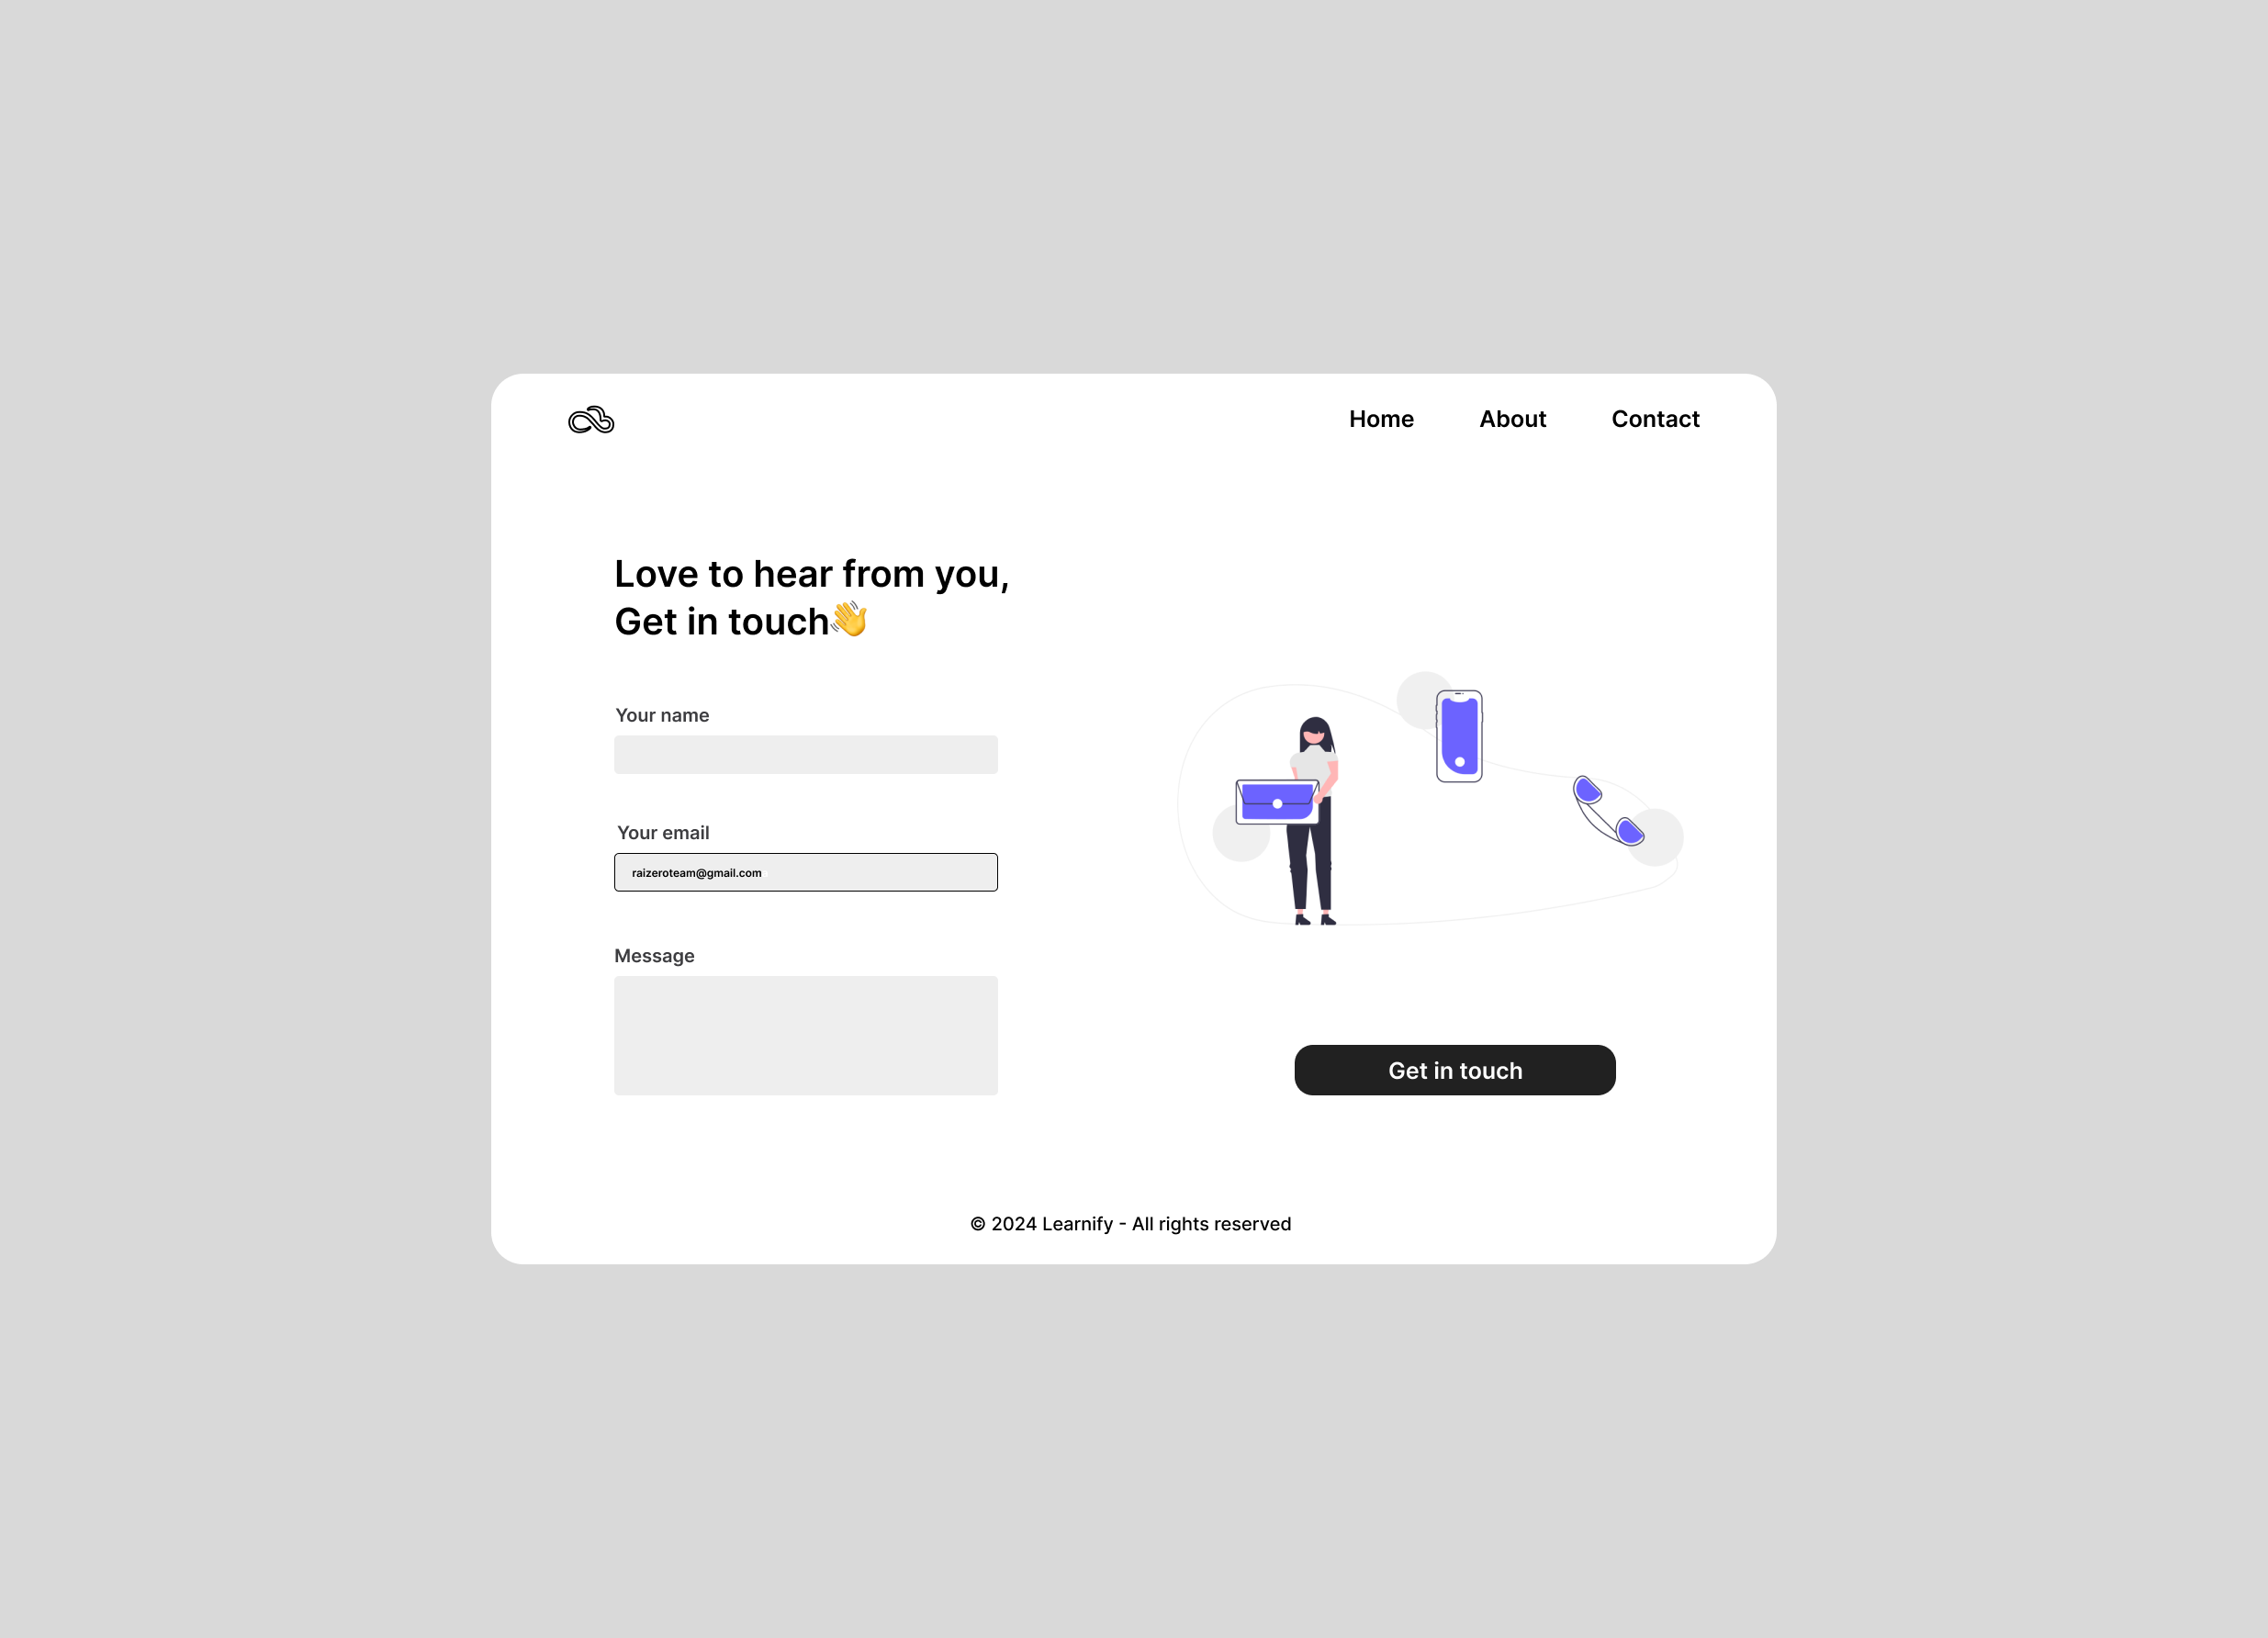 Home About Contact
Love to hear from you,
Get in touch👋
Your name
Your email
raizeroteam@gmail.com
Message
Get in touch
© 2024 Learnify - All rights reserved